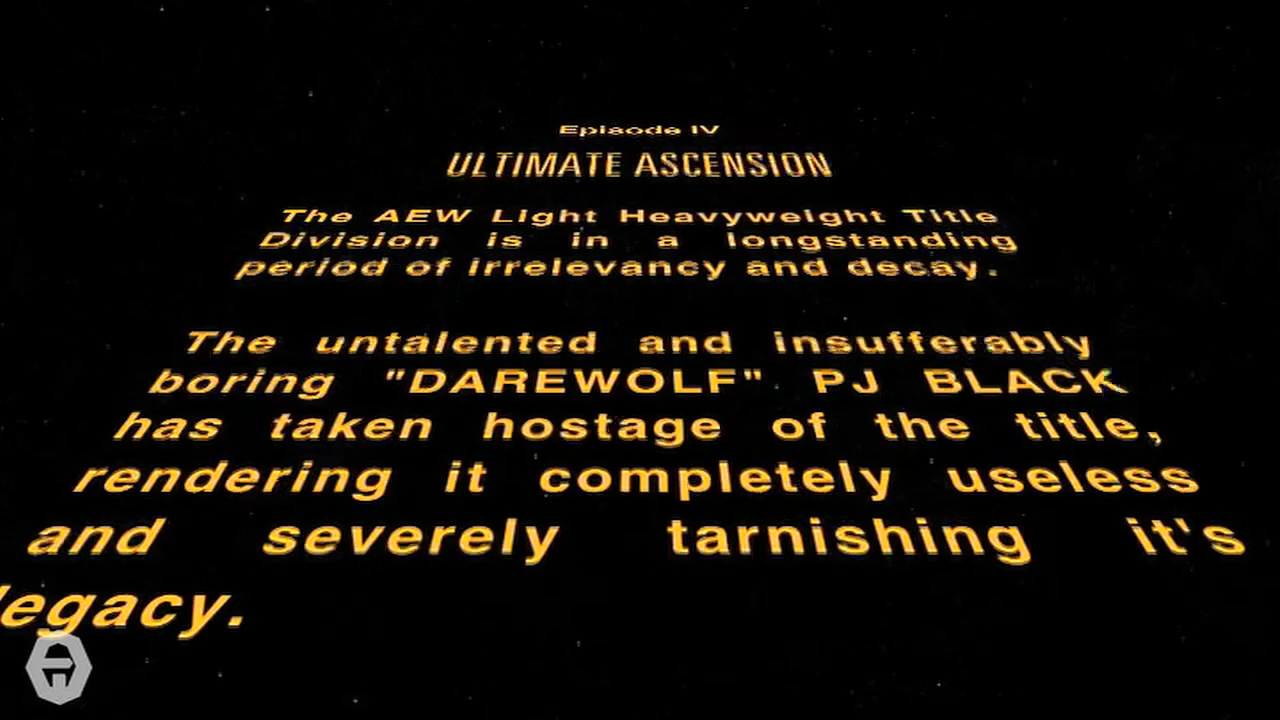 Episode IV
ULTIMATE ASCENSION
The AEW Light Heavyweight Title
Division is in a longstanding
period of irrelevancy and decay.
The untalented and insufferably
boring "DAREWOLF" PJ BLACK
has taken hostage of the title,
rendering it completely useless
and severely tarnishing it's
legacy.